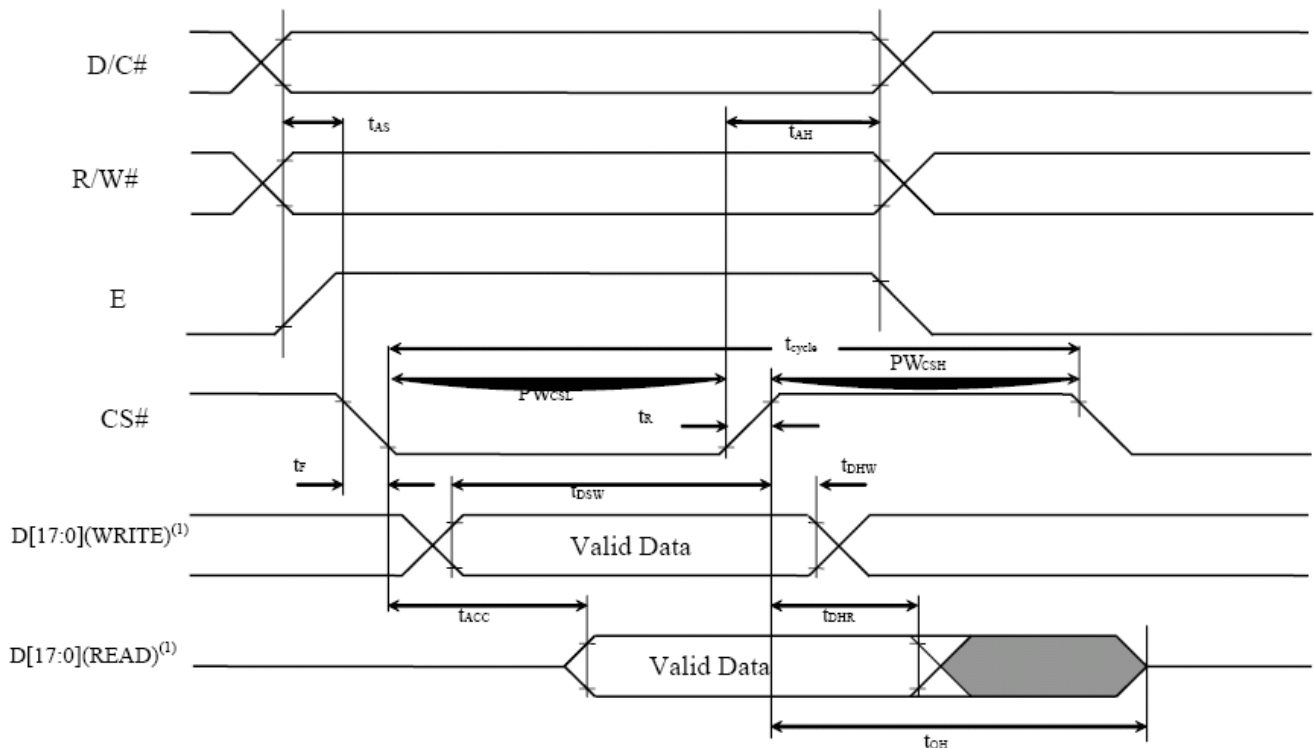 D/C#
tAS
tAH
R/W#
E
tcycle
PWCSH
PWCSL
CS#
tR
tF
tDHW
tDSW
D[17:0](WRITE)(1)
Valid Data
tACC
tDHR
D[17:0](READ)(1)
Valid Data
tOH